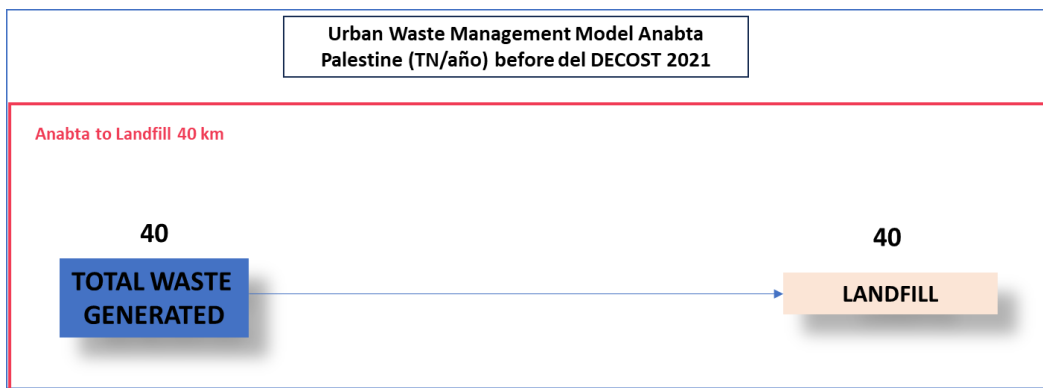 Urban Waste Management Model Anabta
Palestine (TN/año) before del DECOST 2021
Anabta to Landfill 40 km
40
40
TOTAL WASTE
GENERATED
LANDFILL